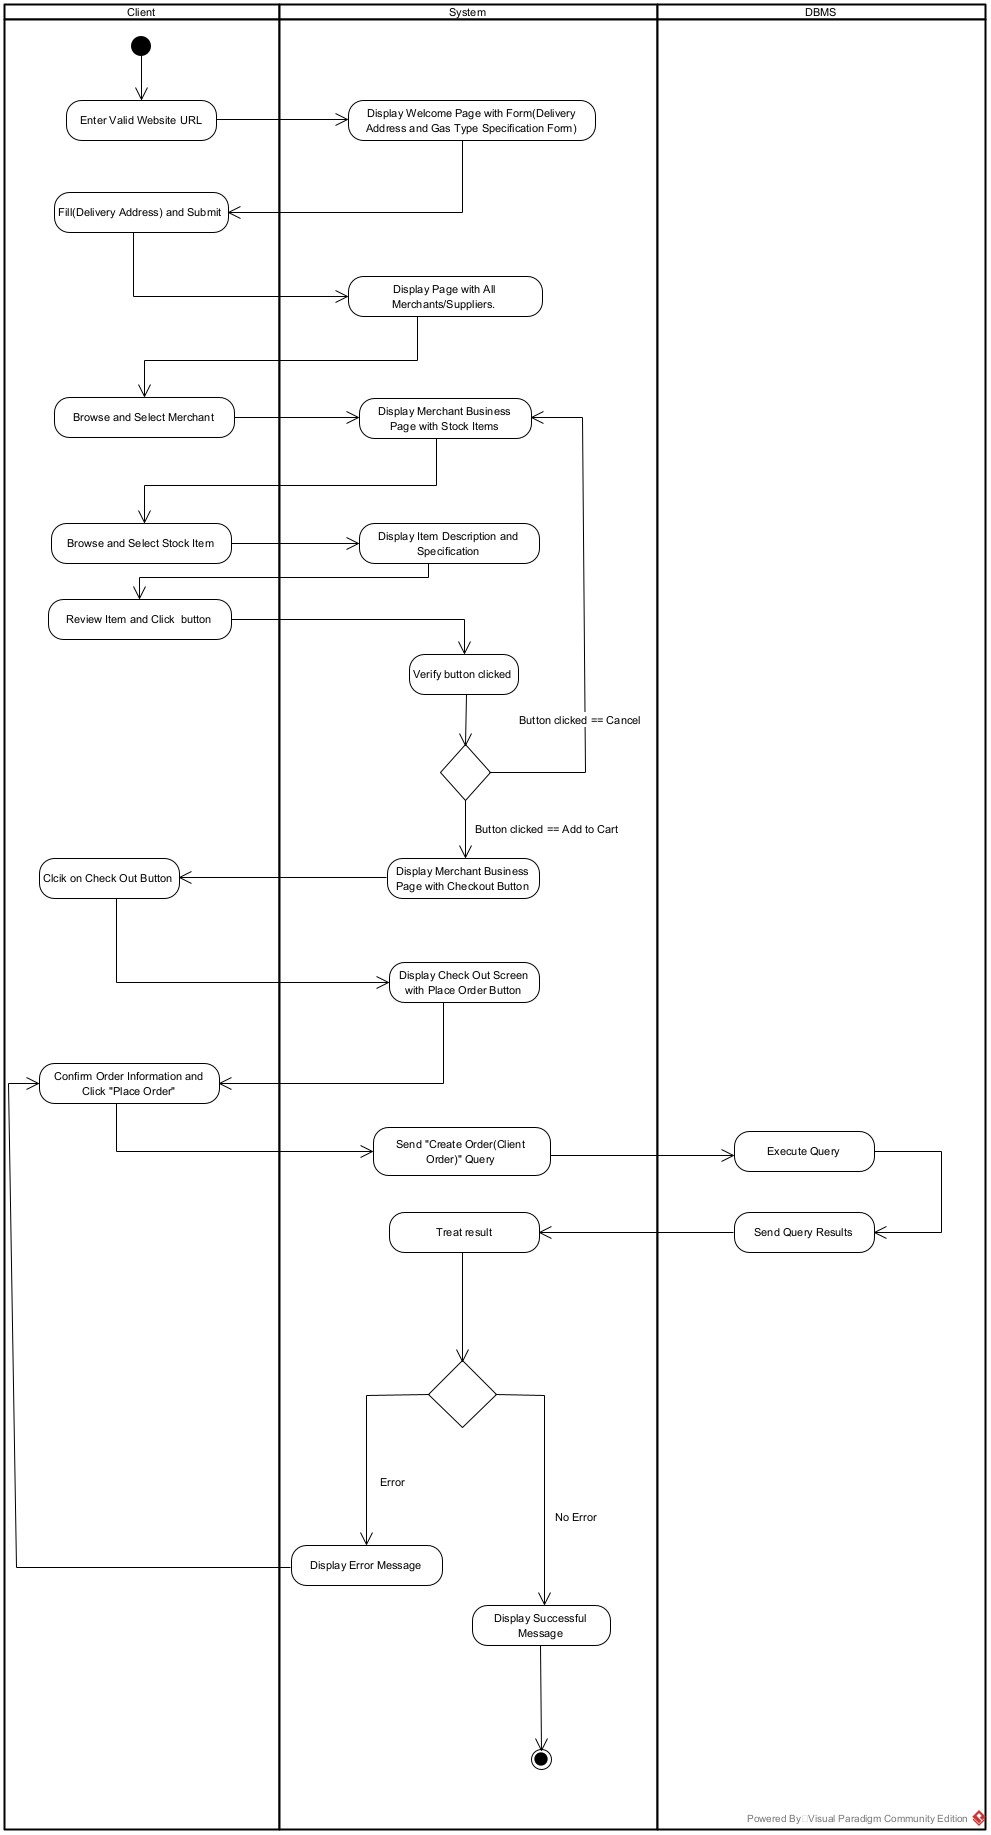 Client
System
DBMS
Enter Valid Website URL
Display Welcome Page with Form(Delivery
Address and Gas Type Specification Form)
Fill(Delivery Address) and Submit
Display Page with All
Merchants/Suppliers.
Browse and Select Merchant
Display Merchant Business
Page with Stock Items
Browse and Select Stock Item
Display Item Description and
Specification
Review Item and Click  button
Verify button clicked
Button clicked == Cancel
Button clicked == Add to Cart
Display Merchant Business
Page with Checkout Button
Clcik on Check Out Button
Display Check Out Screen
with Place Order Button
Confirm Order Information and
Click "Place Order"
Send "Create Order(Client
Order)" Query
Execute Query
Send Query Results
Treat result
Error
No Error
Display Error Message
Display Successful
Message
Powered By Visual Paradigm Community Edition